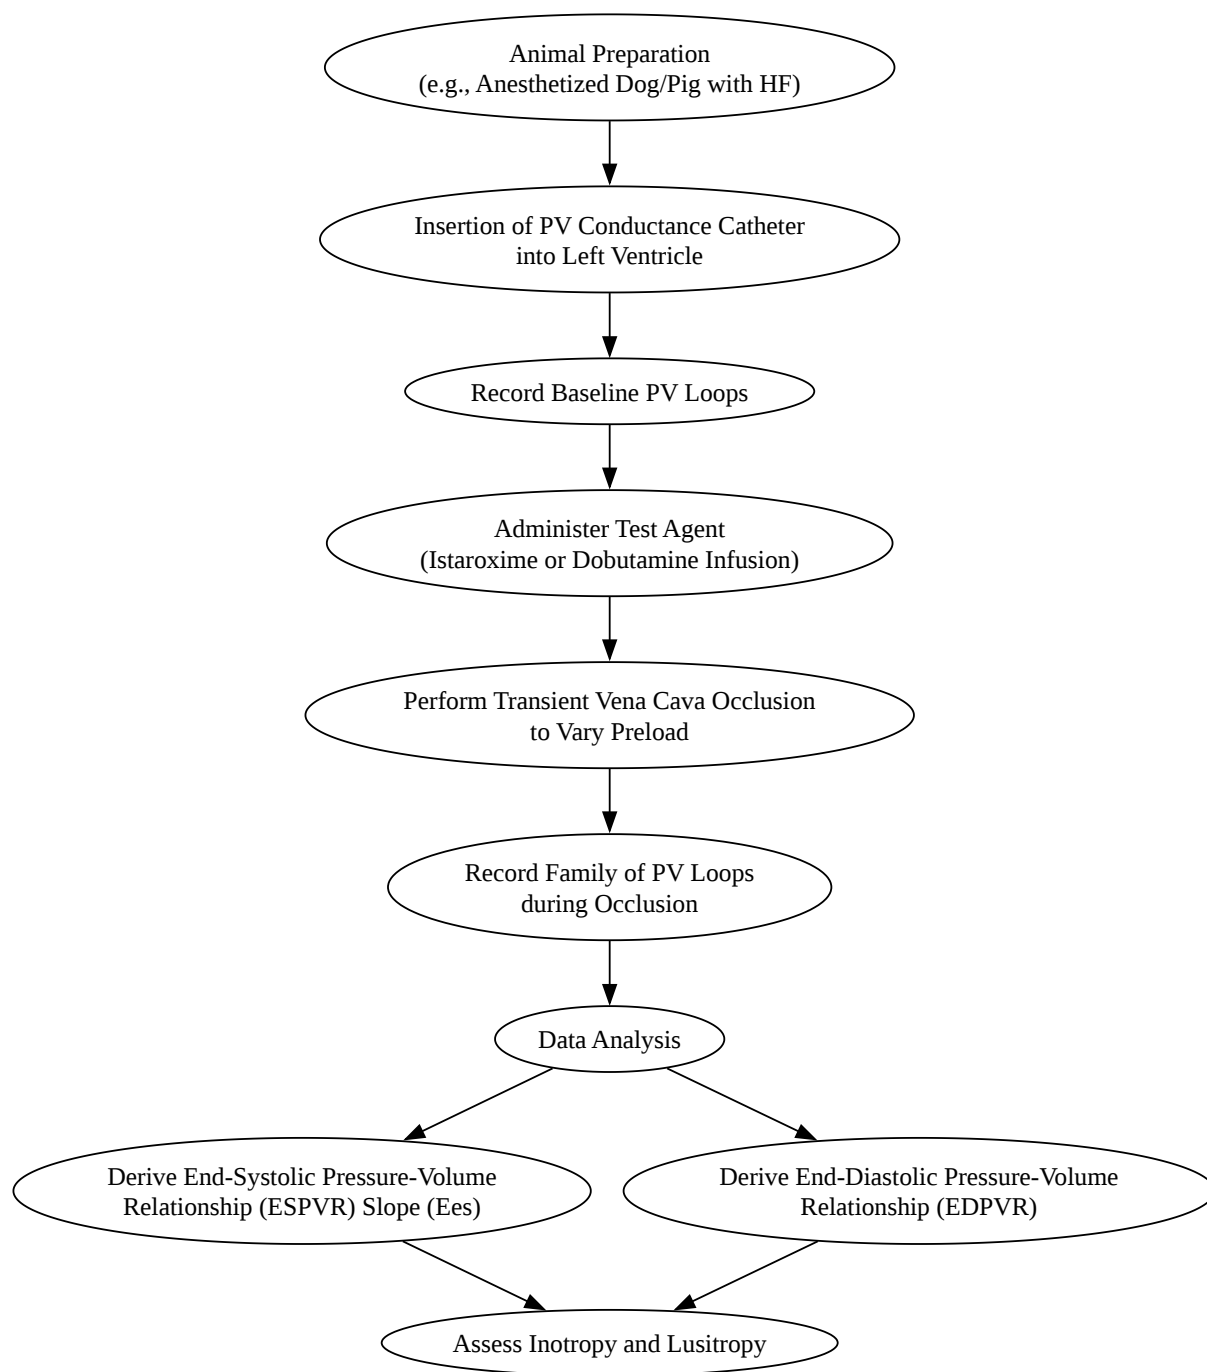 Animal Preparation
(e.g., Anesthetized Dog/Pig with HF)
Insertion of PV Conductance Catheter
into Left Ventricle
Record Baseline PV Loops
Administer Test Agent
(Istaroxime or Dobutamine Infusion)
Perform Transient Vena Cava Occlusion
to Vary Preload
Record Family of PV Loops
during Occlusion
Data Analysis
Derive End-Systolic Pressure-Volume
Relationship (ESPVR) Slope (Ees)
Derive End-Diastolic Pressure-Volume
Relationship (EDPVR)
Assess Inotropy and Lusitropy